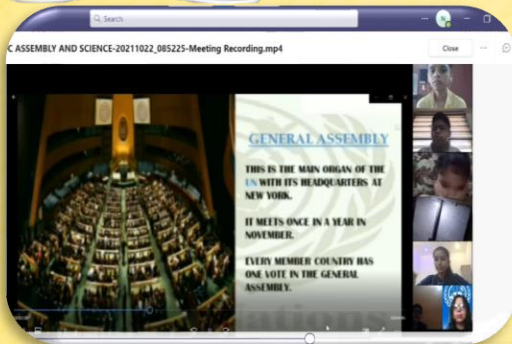 Search
C ASSEMBLY AND SCIENCE-20211022_085225-Meeting Recording.mp4
Close
GENERAL ASSEMBLY
THIS IS THE MAIN ORGAN OF THE
UN WITH ITS HEADQUARTERS AT
NEW YORK.
IT MEETS ONCE IN A YEAR IN
NOVEMBER.
EVERY MEMBER COUNTRY HAS
ONE VOTE IN THE GENERAL
ASSEMBLY.